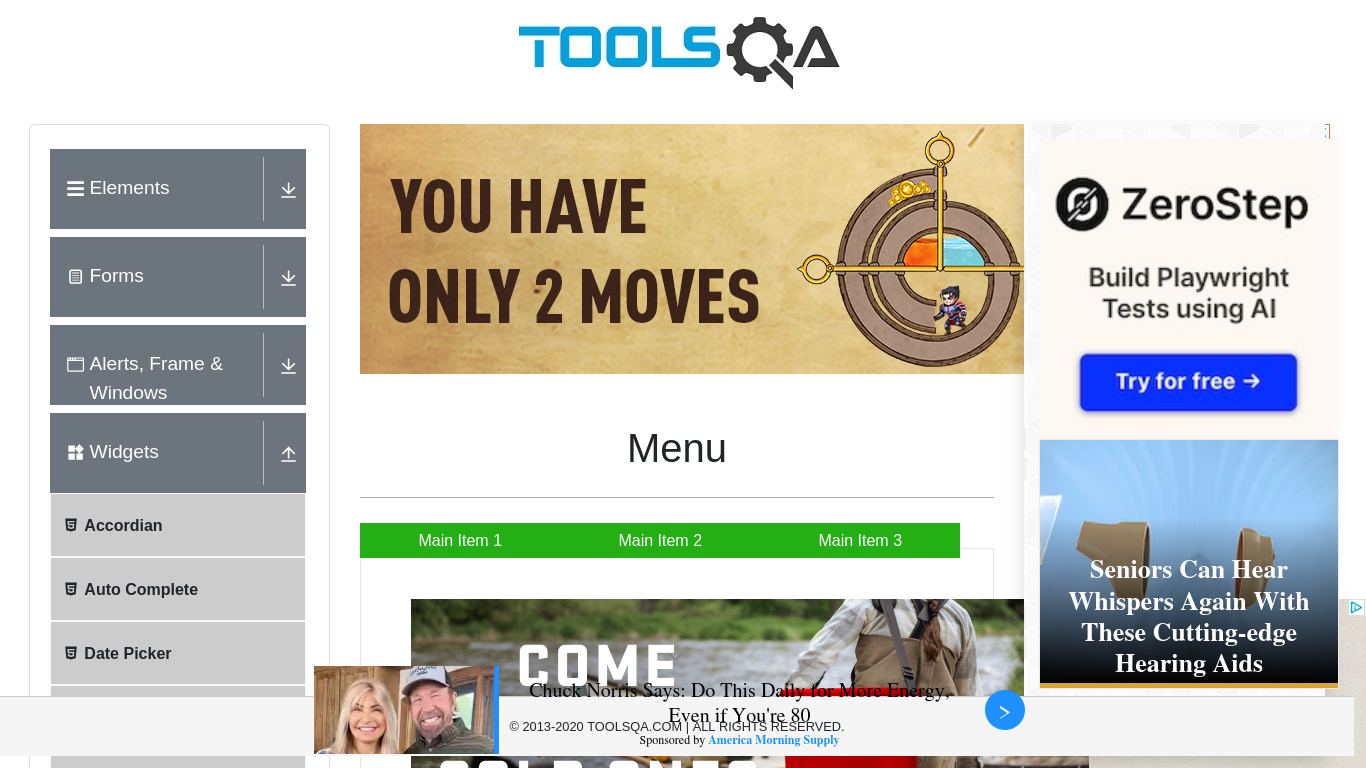 TOOLSQA
Elements
Forms
Alerts, Frame &
Windows
Widgets
Accordian
Auto Complete
Date Picker
YOU HAVE
ONLY 2 MOVES
Menu
Main Item 1
Main Item 2
Main Item 3
ZeroStep
Build Playwright
Tests using AI
Try for free →
Seniors Can Hear
Whispers Again With
These Cutting-edge
Hearing Aids
COME
Chuck Norris Says: Do This Daily for More Energy,
Even if You're 80
© 2013-2020 TOOLSQA.COM | ALL RIGHTS RESERVED.
Sponsored by America Morning Supply